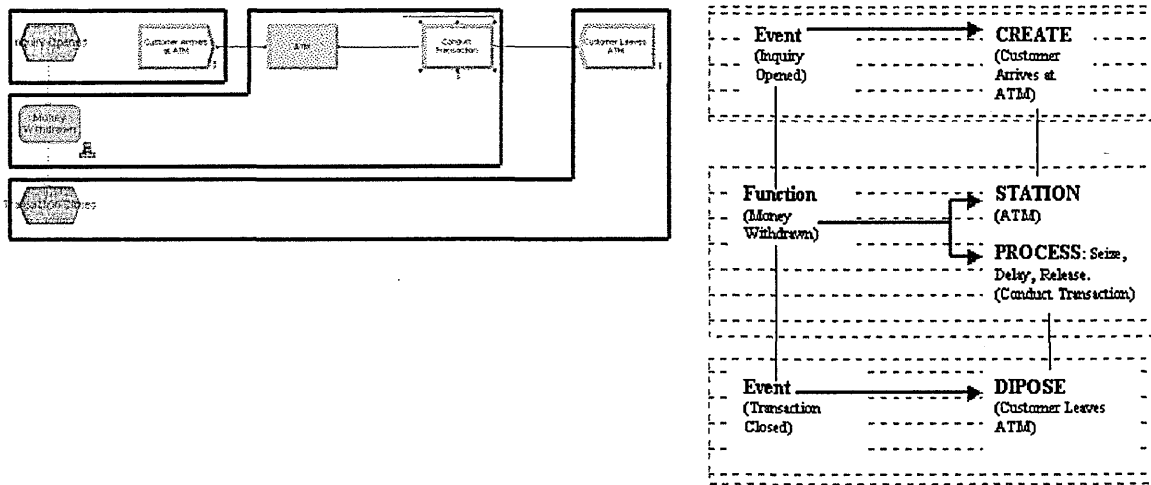 Inquiry Opened
Customer Arrives
at ATM
ATM
Conduct
Transaction
Customer Leaves
ATM
Money
Withdrawn
Transaction Closed
Event
(Inquiry
Opened)
CREATE
(Customer
Arrives at
ATM)
Function
(Money
Withdrawn)
STATION
(ATM)
PROCESS: Seize,
Delay, Release.
(Conduct Transaction)
Event
(Transaction
Closed)
DIPOSE
(Customer Leaves
ATM)